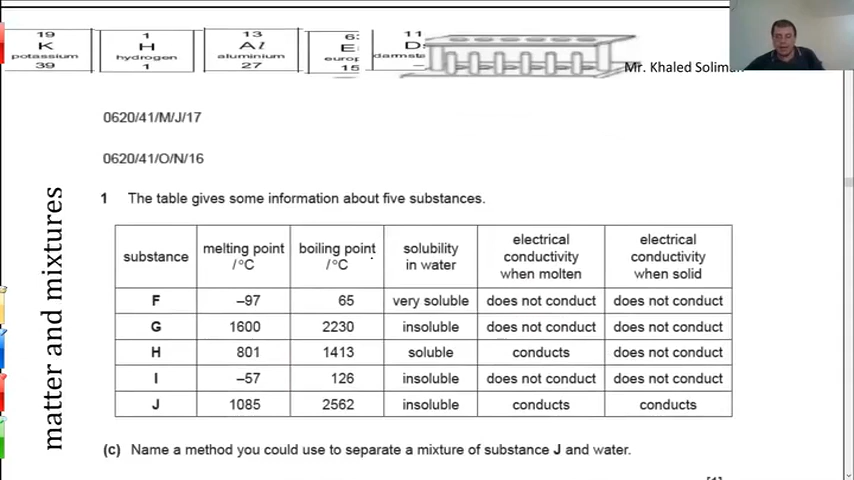 19
K
potassium
39
1
H
hydrogen
1
13
Al
aluminium
27
E
europ
15
11
D
darmst
Mr. Khaled Soliman
0620/41/M/J/17
0620/41/O/N/16
matter and mixtures
1 The table gives some information about five substances.
substance melting point /°C boiling point /°C solubility in water electrical conductivity when molten electrical conductivity when solid
F –97 65 very soluble does not conduct does not conduct
G 1600 2230 insoluble does not conduct does not conduct
H 801 1413 soluble conducts does not conduct
I –57 126 insoluble does not conduct does not conduct
J 1085 2562 insoluble conducts conducts
(c) Name a method you could use to separate a mixture of substance J and water.